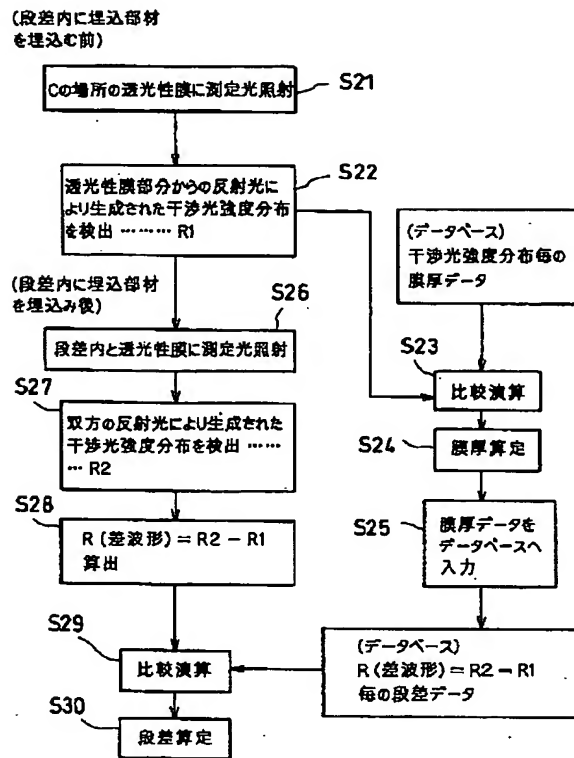 (段差内に埋込部材
を埋込む前)
Cの場所の透光性膜に測定光照射
S21
透光性膜部分からの反射光に
より生成された干渉光強度分布
を検出 ……… R1
S22
(段差内に埋込部材
を埋込み後)
S26
段差内と透光性膜に測定光照射
S27
双方の反射光により生成された
干渉光強度分布を検出 ……
… R2
S28
R (差波形) = R2 − R1
算出
S29
比較演算
S30
段差算定
(データベース)
干渉光強度分布毎の
膜厚データ
S23
比較演算
S24
膜厚算定
S25
膜厚データを
データベースへ
入力
(データベース)
R (差波形) = R2 − R1
毎の段差データ